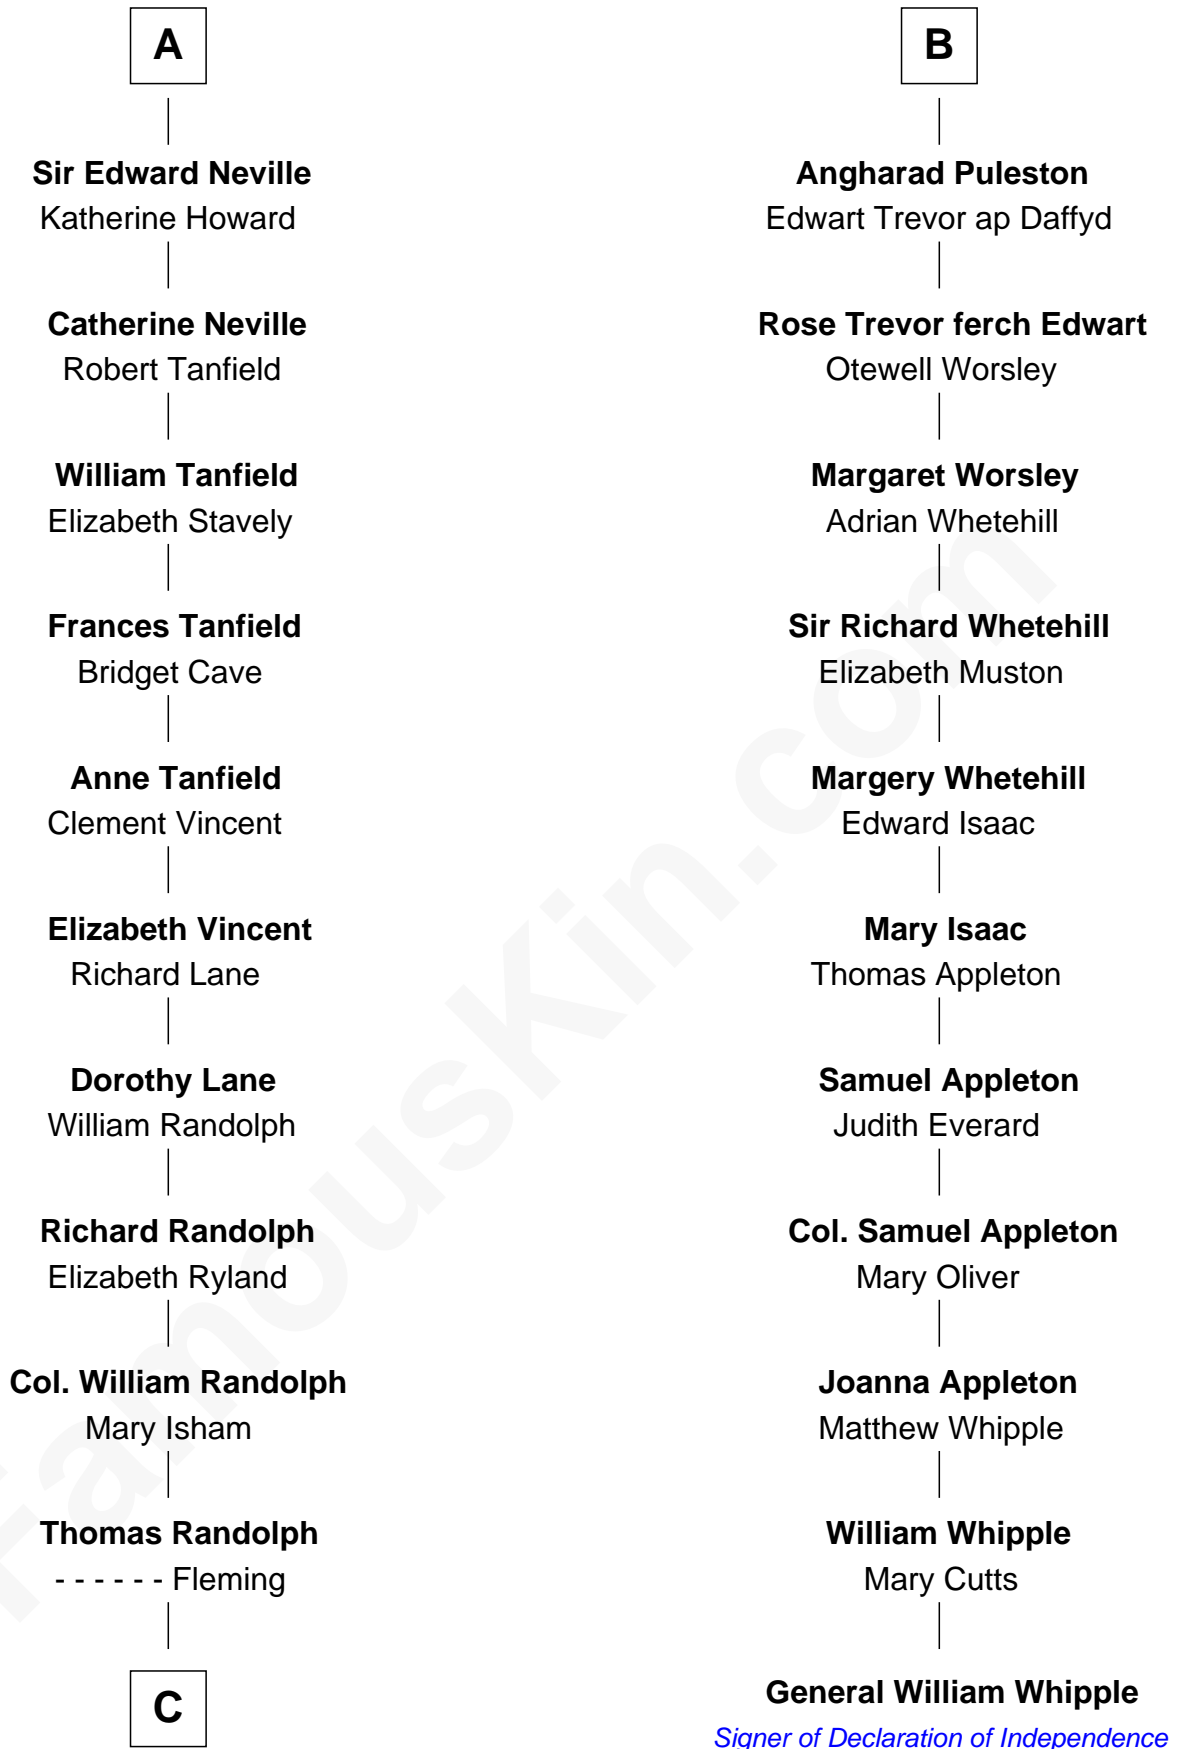 A
Sir Edward Neville
Katherine Howard
Catherine Neville
Robert Tanfield
William Tanfield
Elizabeth Stavely
Frances Tanfield
Bridget Cave
Anne Tanfield
Clement Vincent
Elizabeth Vincent
Richard Lane
Dorothy Lane
William Randolph
Richard Randolph
Elizabeth Ryland
Col. William Randolph
Mary Isham
Thomas Randolph
- - - - - - Fleming
C
B
Angharad Puleston
Edwart Trevor ap Daffyd
Rose Trevor ferch Edwart
Otewell Worsley
Margaret Worsley
Adrian Whetehill
Sir Richard Whetehill
Elizabeth Muston
Margery Whetehill
Edward Isaac
Mary Isaac
Thomas Appleton
Samuel Appleton
Judith Everard
Col. Samuel Appleton
Mary Oliver
Joanna Appleton
Matthew Whipple
William Whipple
Mary Cutts
General William Whipple
Signer of Declaration of Independence
FamousKin.com